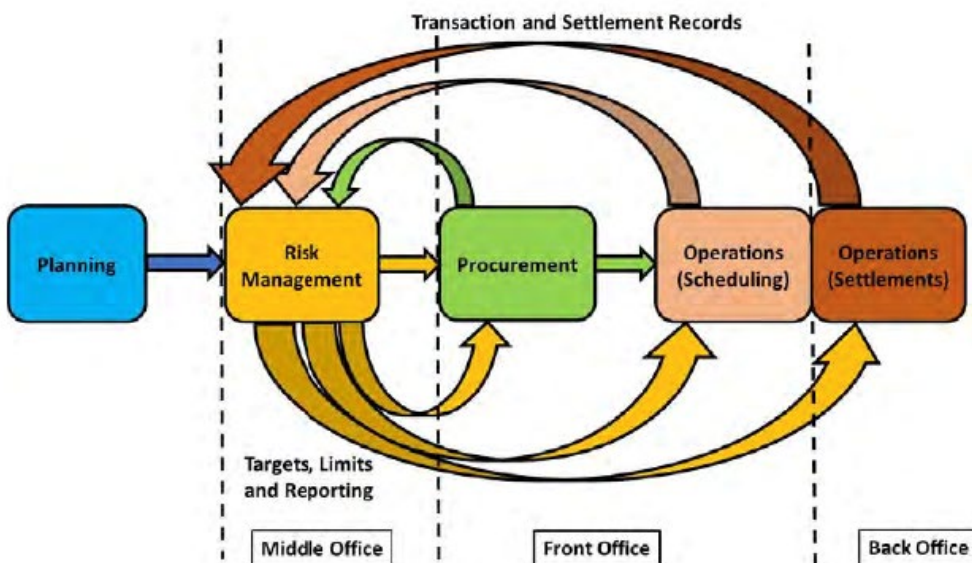 Transaction and Settlement Records
Planning
Risk
Management
Procurement
Operations
(Scheduling)
Operations
(Settlements)
Targets, Limits
and Reporting
Middle Office
Front Office
Back Office